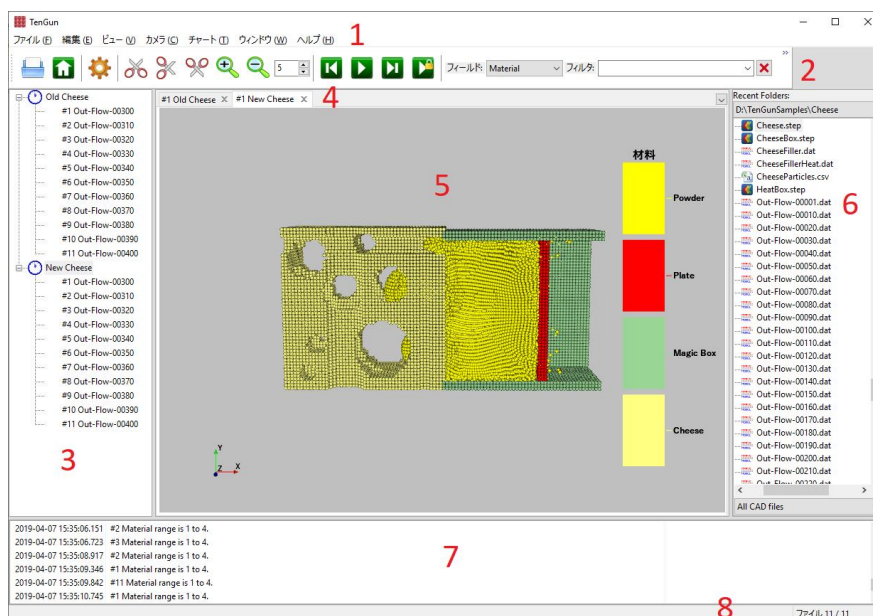 TenGun
ファイル(F) 編集(E) ビュー(V) カメラ(C) チャート(T) ウィンドウ(W) ヘルプ(H)
1
5
フィールド: Material
フィルタ:
»
2
Old Cheese
#1 Out-Flow-00300
#2 Out-Flow-00310
#3 Out-Flow-00320
#4 Out-Flow-00330
#5 Out-Flow-00340
#6 Out-Flow-00350
#7 Out-Flow-00360
#8 Out-Flow-00370
#9 Out-Flow-00380
#10 Out-Flow-00390
#11 Out-Flow-00400
New Cheese
#1 Out-Flow-00300
#2 Out-Flow-00310
#3 Out-Flow-00320
#4 Out-Flow-00330
#5 Out-Flow-00340
#6 Out-Flow-00350
#7 Out-Flow-00360
#8 Out-Flow-00370
#9 Out-Flow-00380
#10 Out-Flow-00390
#11 Out-Flow-00400
3
#1 Old Cheese X #1 New Cheese X
4
5
材料
Powder
Plate
Magic Box
Cheese
Y
Z
X
Recent Folders:
D:\TenGunSamples\Cheese
Cheese.step
CheeseBox.step
CheeseFiller.dat
CheeseFillerHeat.dat
CheeseParticles.csv
HeatBox.step
Out-Flow-00001.dat
Out-Flow-00010.dat
Out-Flow-00020.dat
Out-Flow-00030.dat
Out-Flow-00040.dat
Out-Flow-00050.dat
Out-Flow-00060.dat
Out-Flow-00070.dat
Out-Flow-00080.dat
Out-Flow-00090.dat
Out-Flow-00100.dat
Out-Flow-00110.dat
Out-Flow-00120.dat
Out-Flow-00130.dat
Out-Flow-00140.dat
Out-Flow-00150.dat
Out-Flow-00160.dat
Out-Flow-00170.dat
Out-Flow-00180.dat
Out-Flow-00190.dat
Out-Flow-00200.dat
Out-Flow-00210.dat
Out-Flow-00220.dat
6
All CAD files
2019-04-07 15:35:06.151 #2 Material range is 1 to 4.
2019-04-07 15:35:06.723 #3 Material range is 1 to 4.
2019-04-07 15:35:08.917 #2 Material range is 1 to 4.
2019-04-07 15:35:09.346 #1 Material range is 1 to 4.
2019-04-07 15:35:09.842 #11 Material range is 1 to 4.
2019-04-07 15:35:10.745 #1 Material range is 1 to 4.
7
8
ファイル 11 / 11